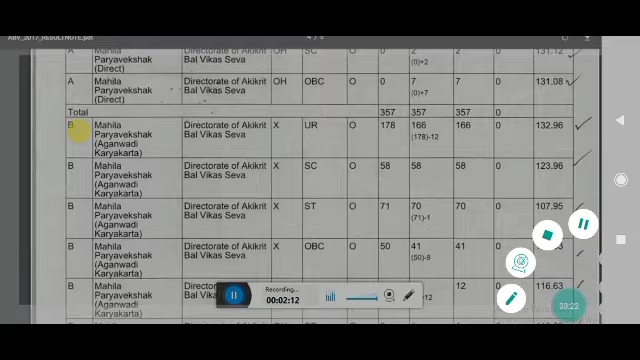 ABV_2017_RESULTNOTE.pdf
4 / 5
A Mahila Directorate of Akikrit OH SC 0 2 2 0 131.12
Paryavekshak Bal Vikas Seva (0)+2
(Direct)
A Mahila Directorate of Akikrit OH OBC 0 7 7 0 131.08
Paryavekshak Bal Vikas Seva (0)+7
(Direct)
Total 357 357 357 0
B Mahila Directorate of Akikrit X UR O 178 166 166 0 132.96
Paryavekshak Bal Vikas Seva (178)-12
(Aganwadi
Karyakarta)
B Mahila Directorate of Akikrit X SC O 58 58 58 0 123.96
Paryavekshak Bal Vikas Seva
(Aganwadi
Karyakarta)
B Mahila Directorate of Akikrit X ST O 71 70 70 0 107.95
Paryavekshak Bal Vikas Seva (71)-1
(Aganwadi
Karyakarta)
B Mahila Directorate of Akikrit X OBC O 50 41 41 0
Paryavekshak Bal Vikas Seva (50)-9
(Aganwadi
Karyakarta)
B Mahila 12 0 116.63
Paryavekshak Bal Vikas -12
(Aganwadi
Karyakarta)
Recording...
00:02:12
03:22